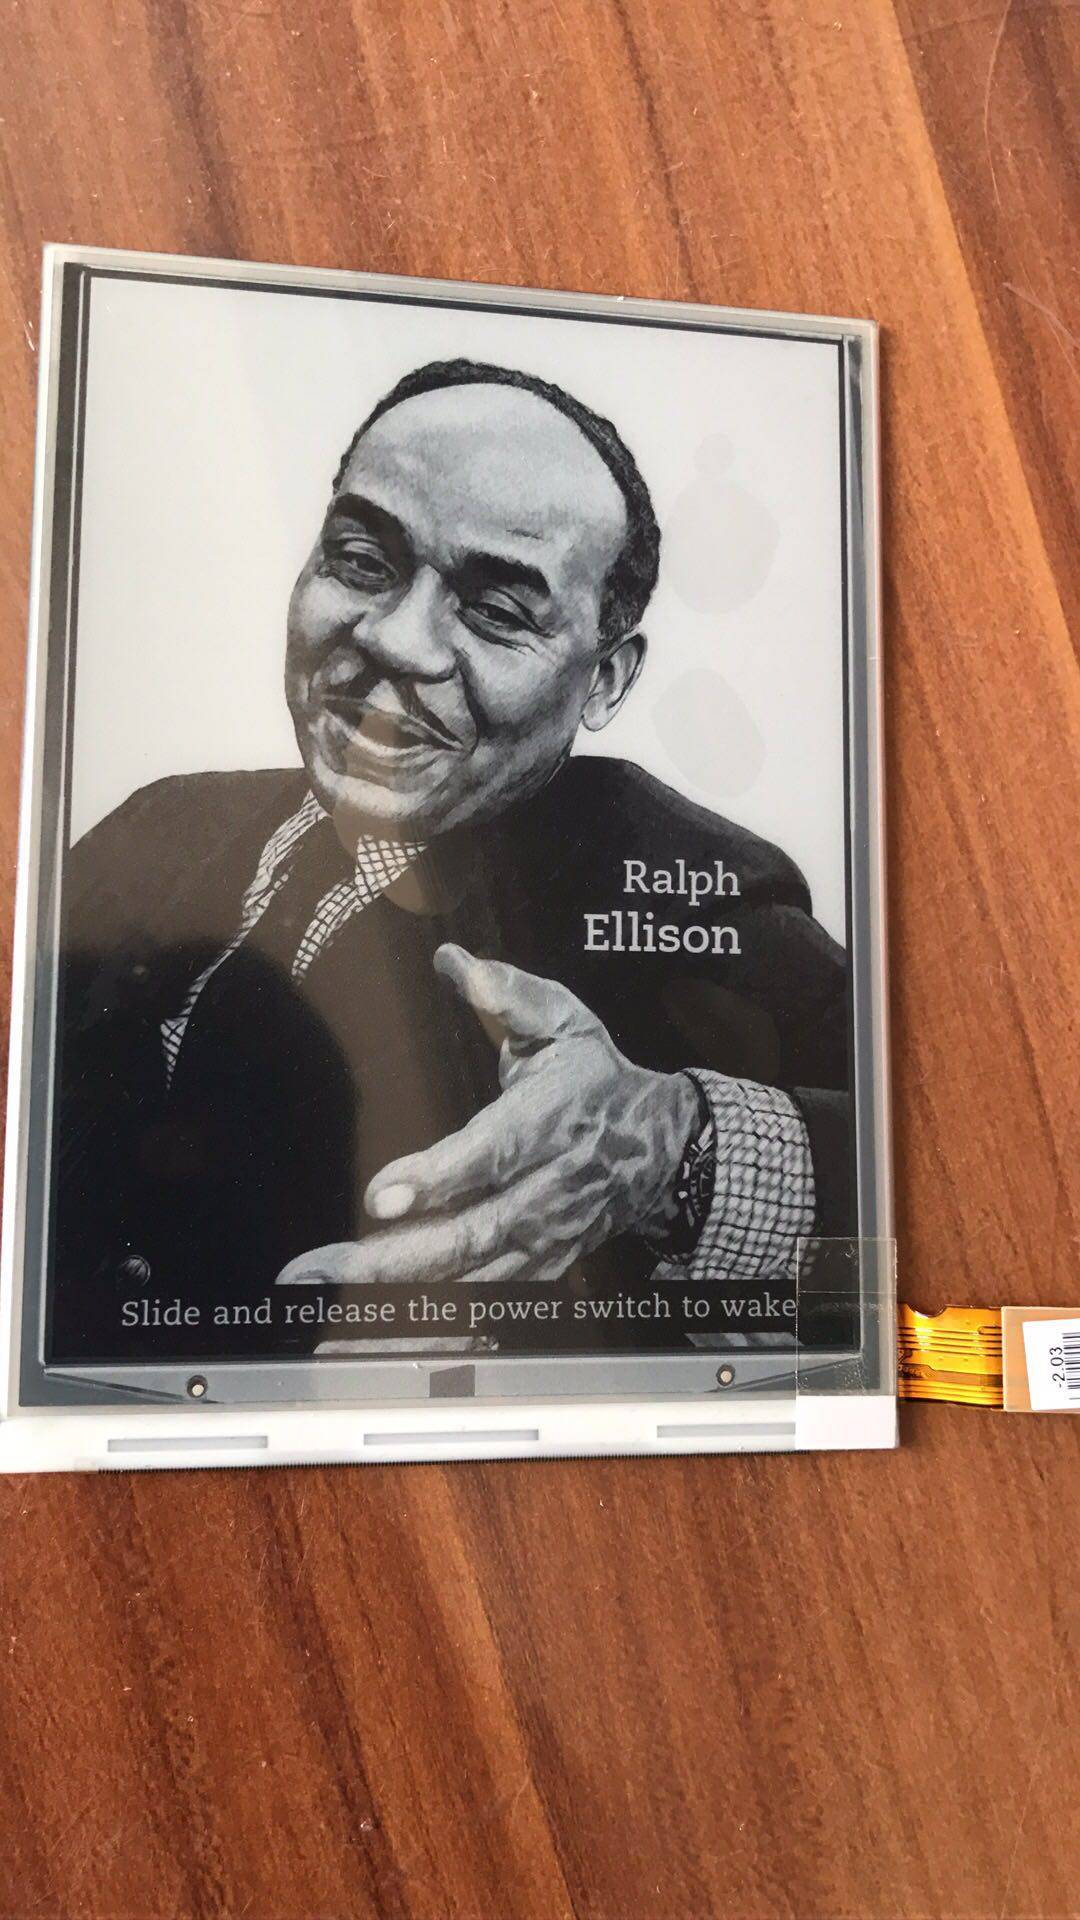 Ralph
Ellison
Slide and release the power switch to wake
-2.03